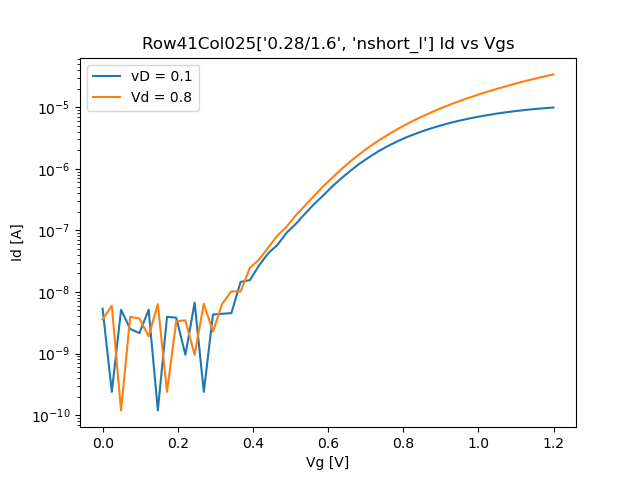 Row41Col025['0.28/1.6', 'nshort_l'] Id vs Vgs
vD = 0.1
Vd = 0.8
Id [A]
10⁻⁵
10⁻⁶
10⁻⁷
10⁻⁸
10⁻⁹
10⁻¹⁰
0.0 0.2 0.4 0.6 0.8 1.0 1.2
Vg [V]